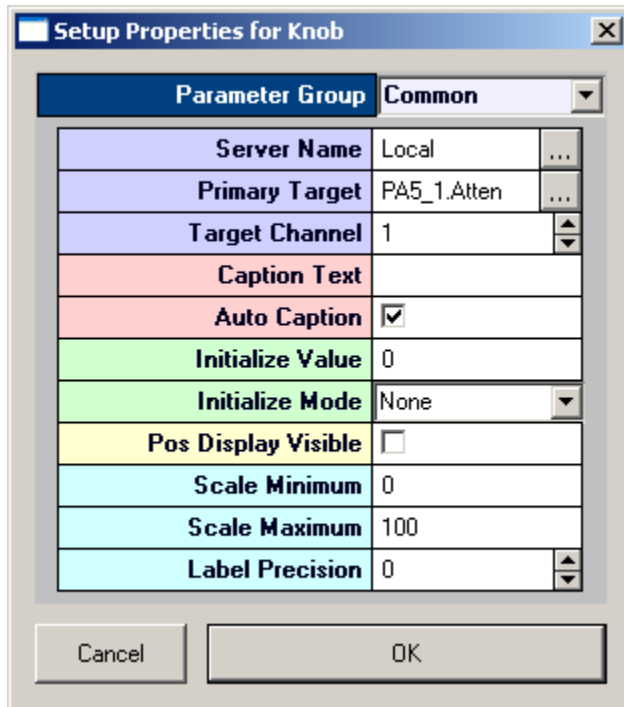 Setup Properties for Knob
Parameter Group Common
Server Name Local ...
Primary Target PA5_1.Atten ...
Target Channel 1
Caption Text
Auto Caption
Initialize Value 0
Initialize Mode None
Pos Display Visible
Scale Minimum 0
Scale Maximum 100
Label Precision 0
Cancel OK